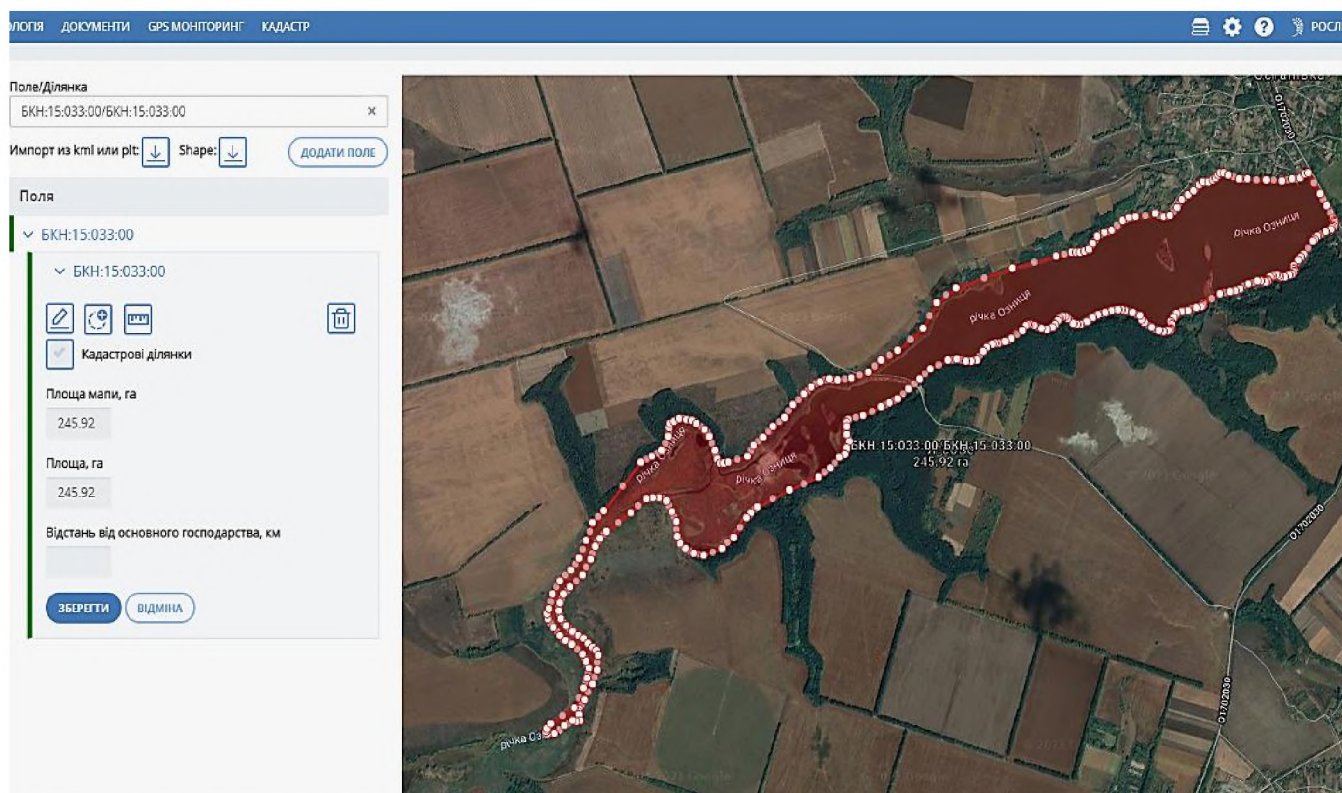 ДОКУМЕНТИ GPS МОНІТОРИНГ КАДАСТР
Поле/Ділянка
БКН:15:033:00/БКН:15:033:00 ×
Импорт из kml или plt: Shape: ДОДАТИ ПОЛЕ
Поля
БКН:15:033:00
БКН:15:033:00
Кадастрові ділянки
Площа мапи, га
245.92
Площа, га
245.92
Відстань від основного господарства, км
ЗБЕРЕГТИ ВІДМІНА
О1702030
річка Озниця
річка Озниця
БКН:15:033:00/БКН:15:033:00
245.92 га
річка Озниця
річка Озниця
О1702030
О1702030
річка